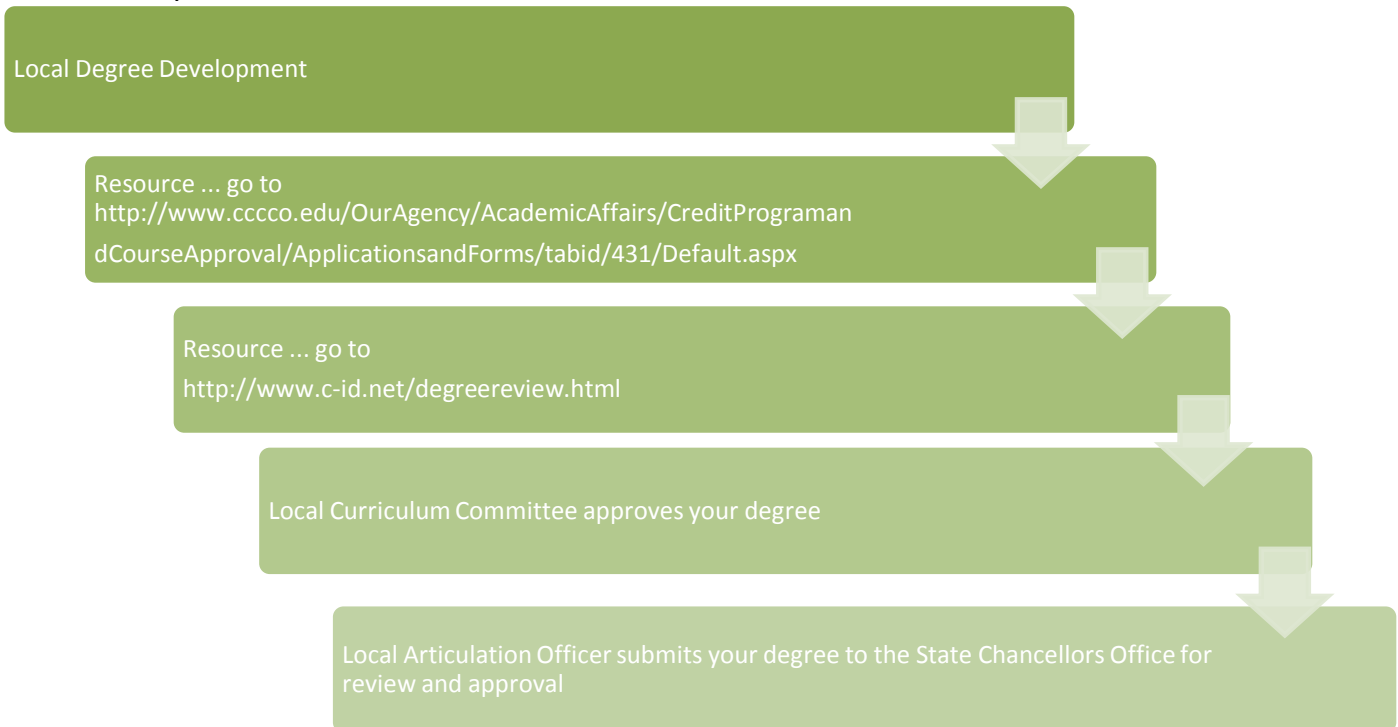 Local Degree Development
Resource ... go to
http://www.cccco.edu/OurAgency/AcademicAffairs/CreditPrograman
dCourseApproval/ApplicationsandForms/tabid/431/Default.aspx
Resource ... go to
http://www.c-id.net/degreereview.html
Local Curriculum Committee approves your degree
Local Articulation Officer submits your degree to the State Chancellors Office for
review and approval